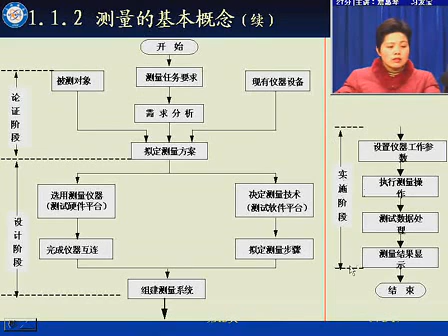 1.1.2 测量的基本概念（续）
开 始
被测对象
测量任务要求
现有仪器设备
需 求 分 析
拟定测量方案
论证阶段
选用测量仪器
(测试硬件平台)
决定测量技术
(测试软件平台)
完成仪器互连
拟定测量步骤
设计阶段
组建测量系统
设置仪器工作参
数
执行测量操
作
测试数据处
理
测量结果显
示
实施阶段
结 束